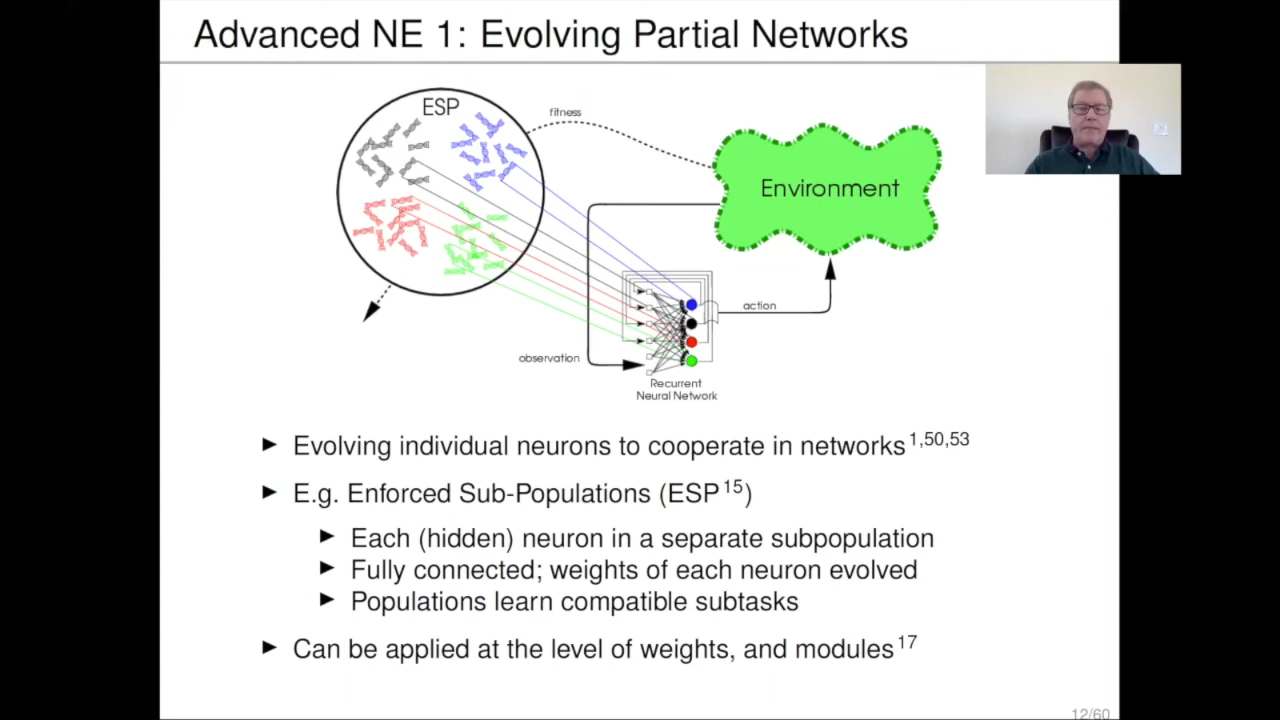 Advanced NE 1: Evolving Partial Networks
ESP
fitness
Environment
action
observation
Recurrent
Neural Network
► Evolving individual neurons to cooperate in networks1,50,53
► E.g. Enforced Sub-Populations (ESP15)
► Each (hidden) neuron in a separate subpopulation
► Fully connected; weights of each neuron evolved
► Populations learn compatible subtasks
► Can be applied at the level of weights, and modules17
12/60